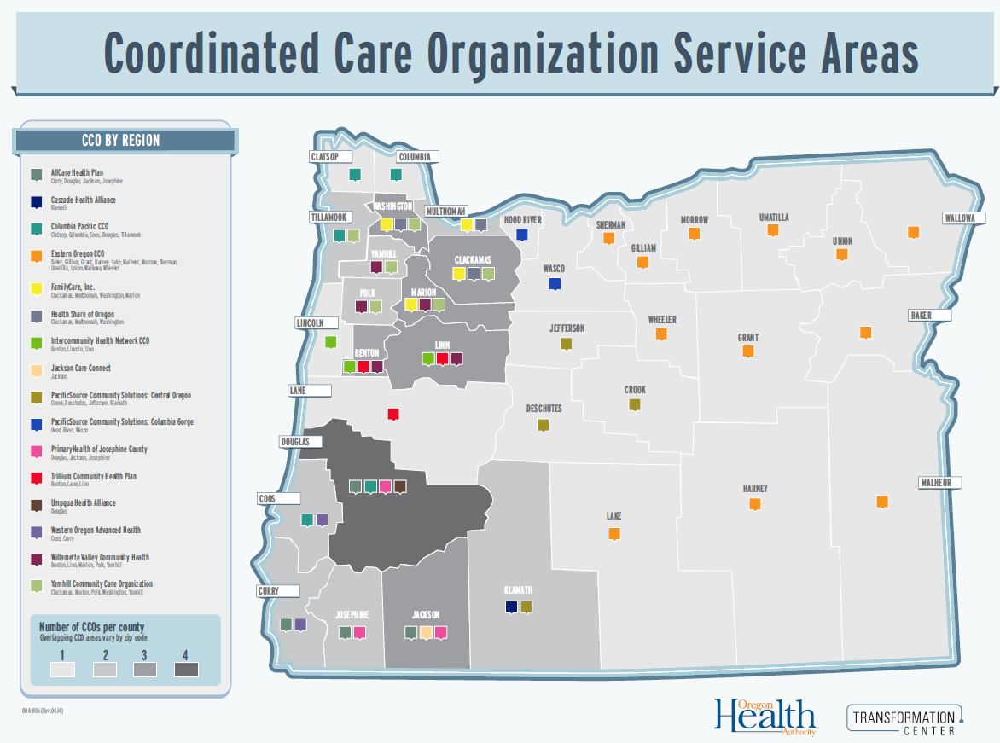 Coordinated Care Organization Service Areas
CCO BY REGION
AllCare Health Plan
Curry, Douglas, Jackson, Josephine
Cascade Health Alliance
Klamath
Columbia Pacific CCO
Clatsop, Columbia, Coos, Douglas, Tillamook
Eastern Oregon CCO
Baker, Gilliam, Grant, Harney, Lake, Malheur, Morrow, Sherman,
Umatilla, Union, Wallowa, Wheeler
FamilyCare, Inc.
Clackamas, Multnomah, Washington, Marion
Health Share of Oregon
Clackamas, Multnomah, Washington
Intercommunity Health Network CCO
Benton, Lincoln, Linn
Jackson Care Connect
Jackson
PacificSource Community Solutions: Central Oregon
Crook, Deschutes, Jefferson, Klamath
PacificSource Community Solutions: Columbia Gorge
Hood River, Wasco
PrimaryHealth of Josephine County
Douglas, Jackson, Josephine
Trillium Community Health Plan
Benton, Lane, Linn
Umpqua Health Alliance
Douglas
Western Oregon Advanced Health
Coos, Curry
Willamette Valley Community Health
Benton, Linn, Marion, Polk, Yamhill
Yamhill Community Care Organization
Clackamas, Marion, Polk, Washington, Yamhill
Number of CCOs per county
Overlapping CCO areas vary by zip code
1 2 3 4
OHA 8116 (Rev.04.14)
CLATSOP
COLUMBIA
WASHINGTON
MULTNOMAH
TILLAMOOK
HOOD RIVER
SHERMAN
MORROW
UMATILLA
WALLOWA
UNION
GILLIAM
YAMHILL
CLACKAMAS
WASCO
POLK
MARION
LINCOLN
JEFFERSON
WHEELER
GRANT
BAKER
BENTON
LINN
LANE
DESCHUTES
CROOK
DOUGLAS
COOS
HARNEY
MALHEUR
LAKE
CURRY
JOSEPHINE
JACKSON
KLAMATH
Oregon
Health
Authority
TRANSFORMATION
CENTER